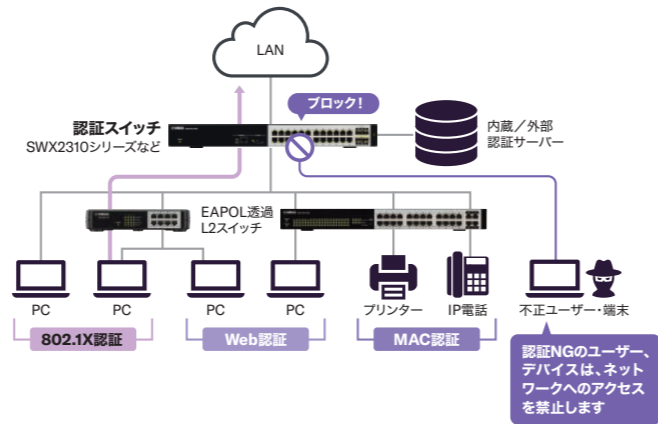 LAN
ブロック！
認証スイッチ
SWX2310シリーズなど
内蔵／外部
認証サーバー
EAPOL透過
L2スイッチ
PC
PC
PC
PC
プリンター
IP電話
不正ユーザー・端末
802.1X認証
Web認証
MAC認証
認証NGのユーザー、
デバイスは、ネット
ワークへのアクセス
を禁止します